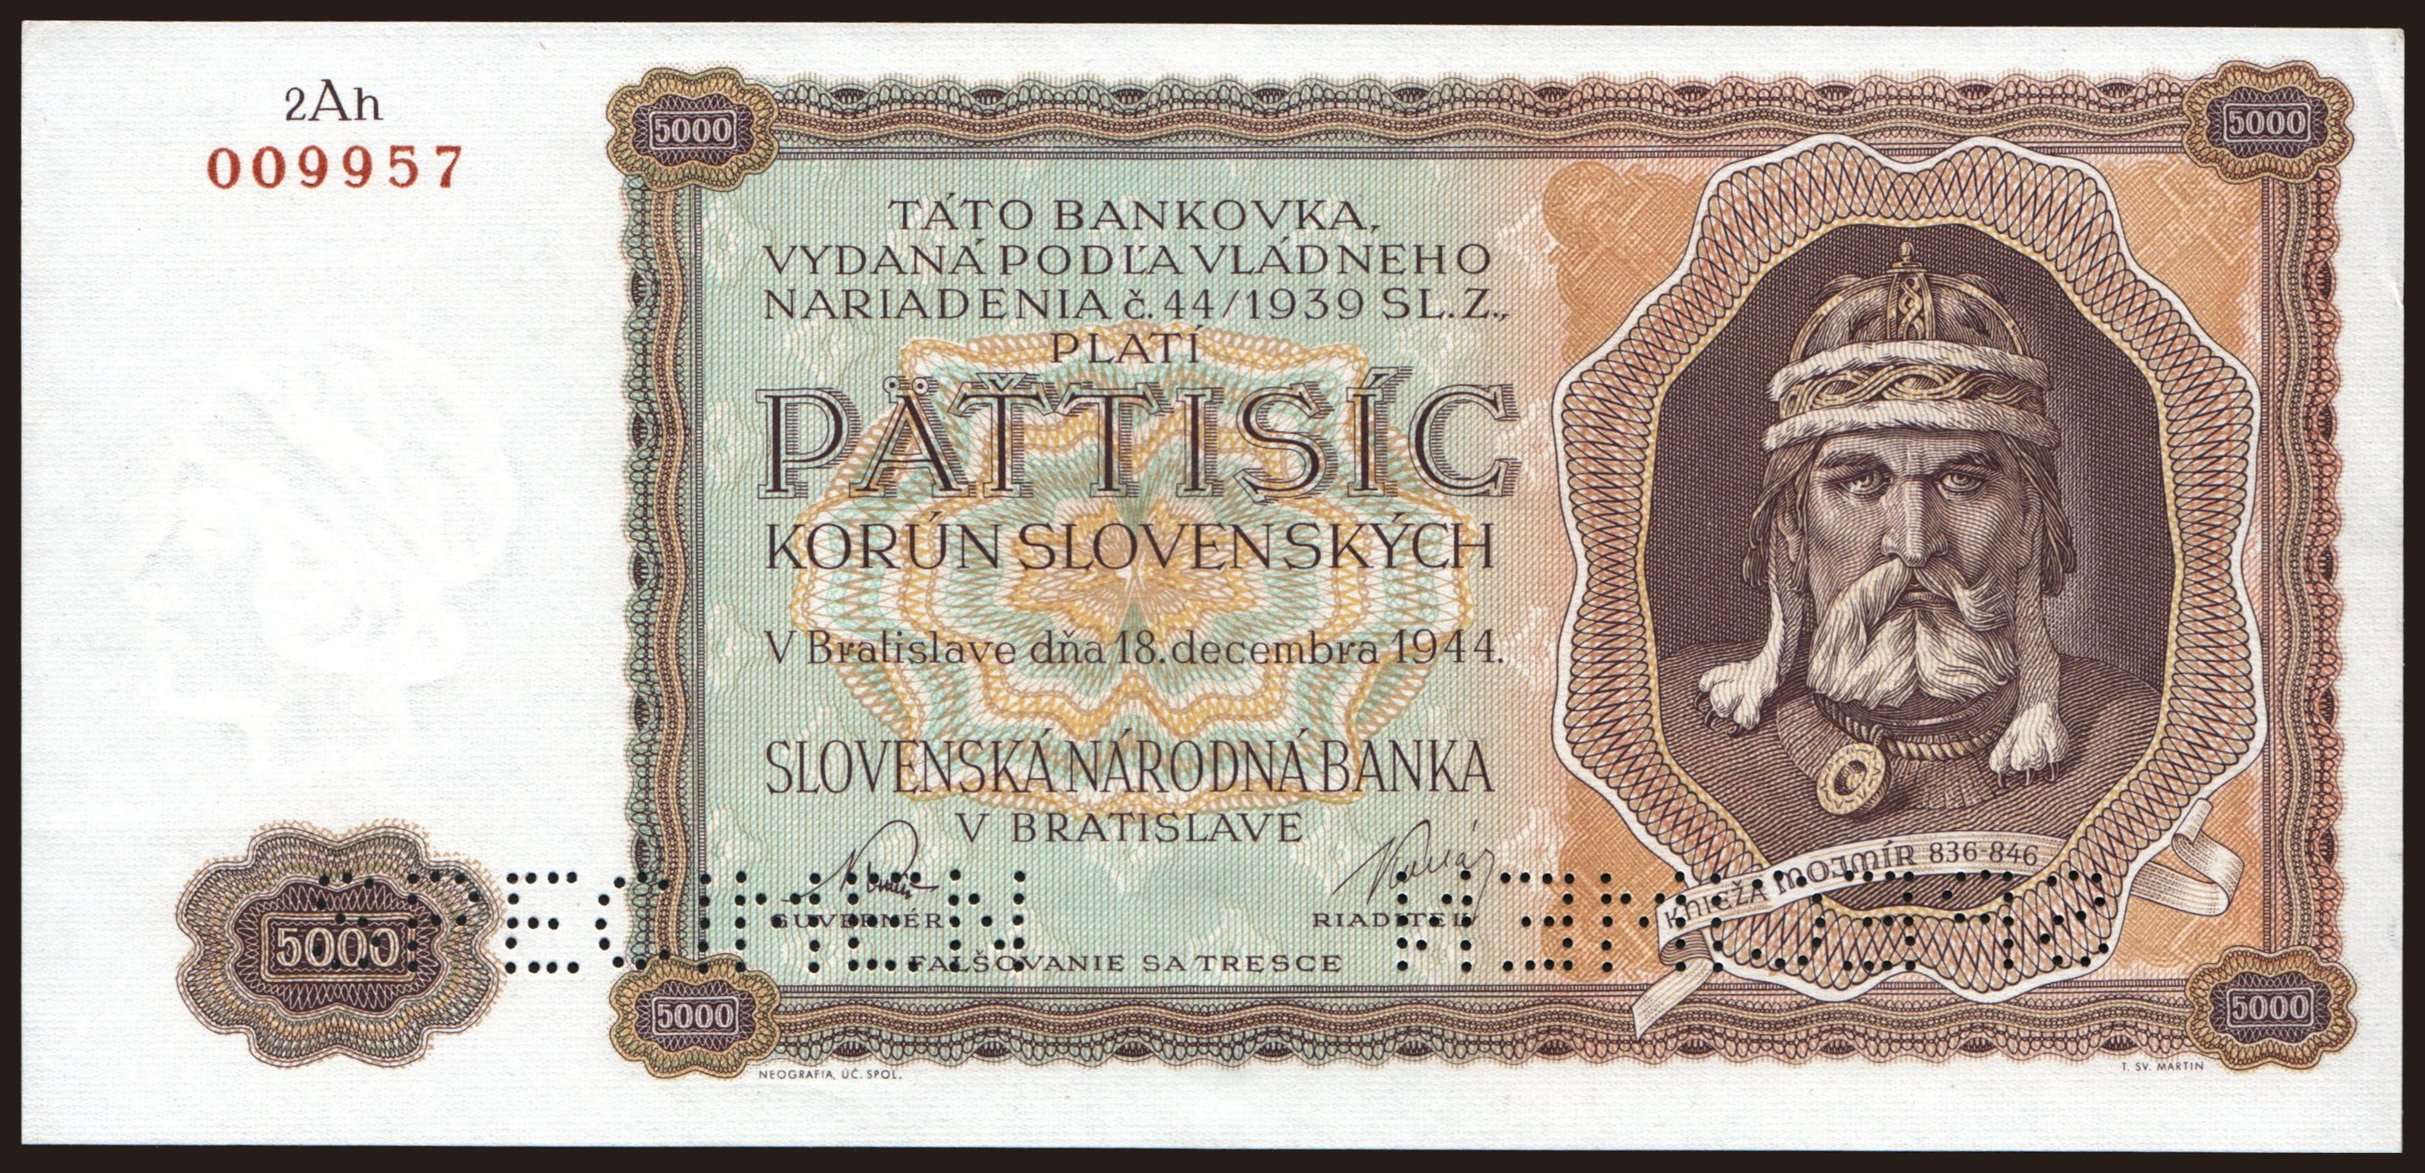 2Ah
009957
5000
5000
TÁTO BANKOVKA,
VYDANÁ PODĽA VLÁDNEHO
NARIADENIA č. 44/1939 SL. Z.,
PLATÍ
PÄŤTISÍC
KORÚN SLOVENSKÝCH
V Bratislave dňa 18. decembra 1944.
SLOVENSKÁ NÁRODNÁ BANKA
V BRATISLAVE
GUVERNÉR
RIADITEĽ
FALŠOVANIE SA TRESCE
KNIEŽA MOJMÍR 836-846
SPECIMEN
SPECIMEN
5000
5000
5000
NEOGRAFIA, ÚČ. SPOL.
T. SV. MARTIN